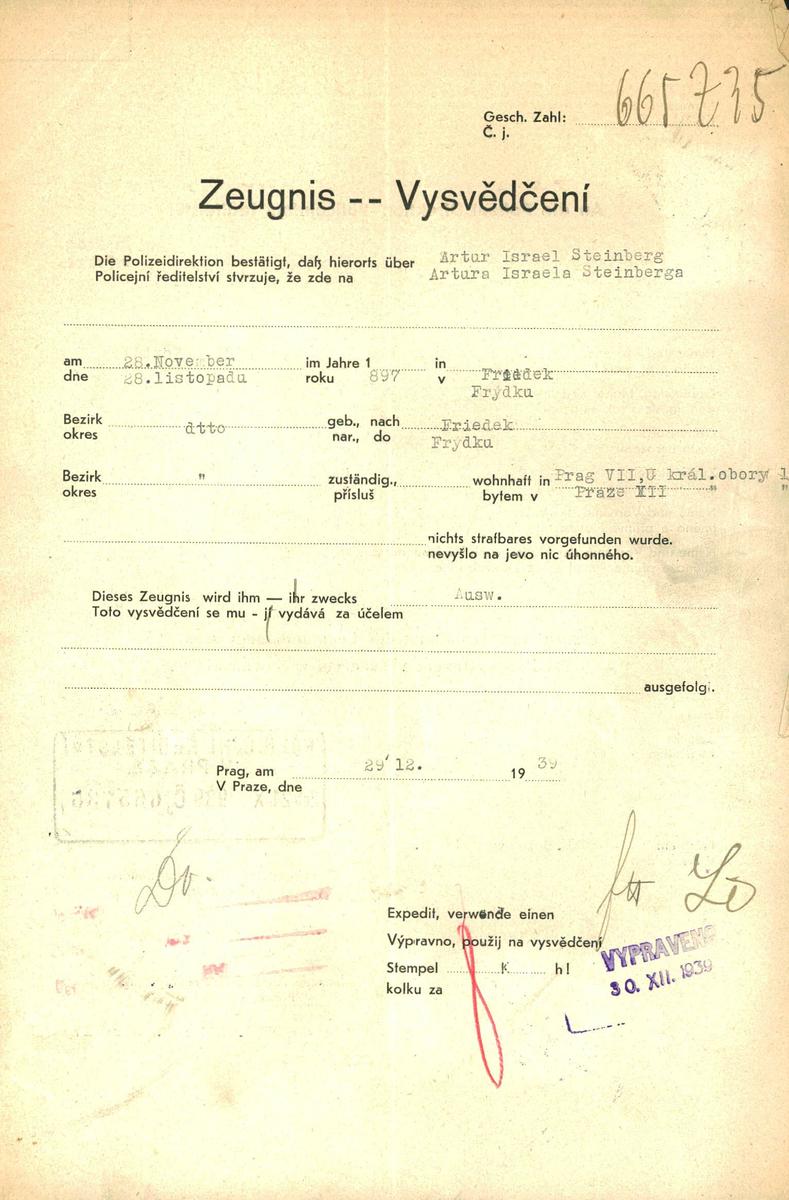 Gesch. Zahl: 665735
Č. j.
Zeugnis -- Vysvědčení
Die Polizeidirektion bestätigt, daß hierorts über Artur Israel Steinberg
Policejní ředitelství stvrzuje, že zde na Artura Israela Steinberga
am 28.November im Jahre 1 in Friedek
dne 28.listopadu roku 897 v
Frýdku
Bezirk dtto geb., nach Friedek
okres nar., do Frýdku
Bezirk " zuständig., wohnhaft in Prag VII,U král.obory 1
okres přísluš bytem v Praze XII " "
nichts strafbares vorgefunden wurde.
nevyšlo na jevo nic úhonného.
Dieses Zeugnis wird ihm — ihr zwecks Ausw.
Toto vysvědčení se mu - jí vydává za účelem
ausgefolgt.
Prag, am 29 12. 19 39
V Praze, dne
Expedit, verwende einen
Výpravno, použij na vysvědčení
Stempel K h!
kolku za
VYPRAVENO
30. XII. 1939